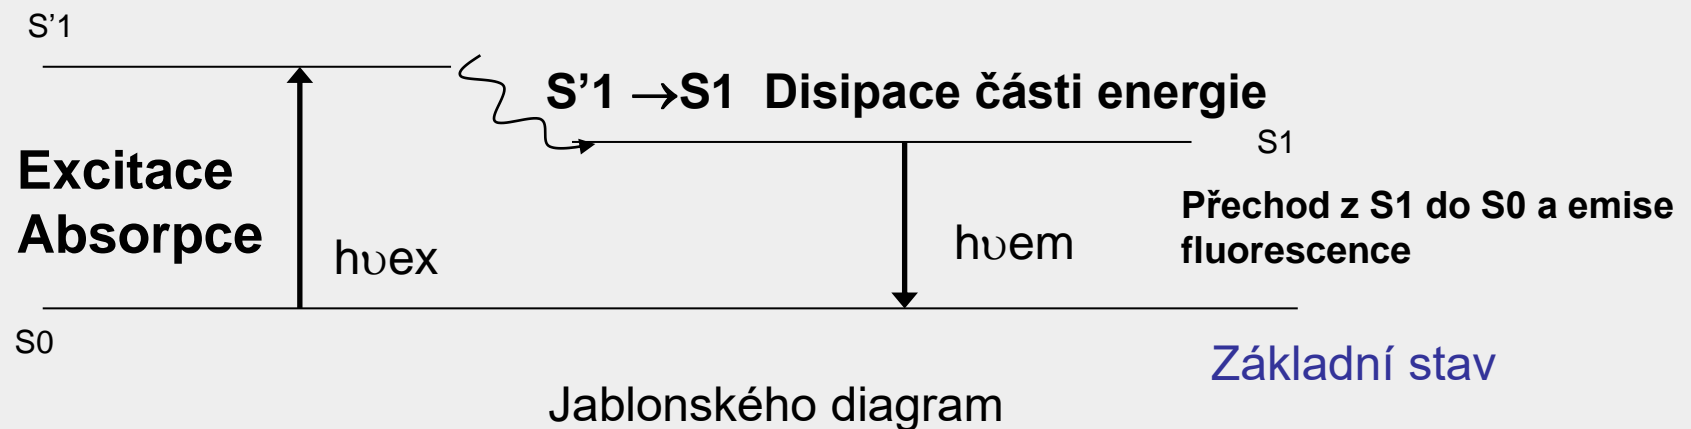 S’1
S’1 →S1 Disipace části energie
S1
Excitace
Absorpce
hυex
hυem
Přechod z S1 do S0 a emise
fluorescence
S0
Základní stav
Jablonského diagram